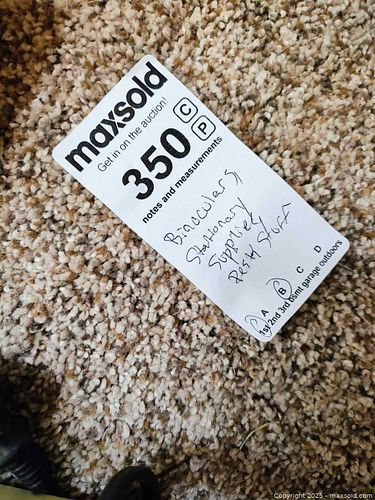 maxsold
Get in on the auction!
350
C
P
notes and measurements
Binoculars,
Stationary
Supplies
Stuff
A B C D
1st 2nd 3rd bsmt garage outdoors
Copyright 2025 - maxsold.com